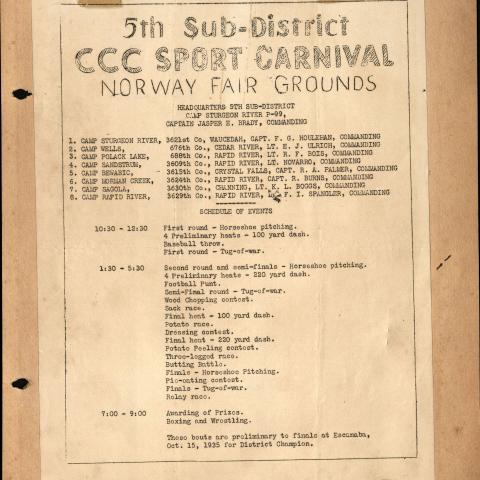 5th Sub-District
CCC SPORT CARNIVAL
NORWAY FAIR GROUNDS
HEADQUARTERS 5TH SUB-DISTRICT
CAMP STURGEON RIVER P-99,
CAPTAIN JASPER E. BRADY, COMMANDING
1. CAMP STURGEON RIVER, 3621st Co., WAUCEDAH, CAPT. F. G. HOULEHAN, COMMANDING
2. CAMP WELLS, 676th Co., CEDAR RIVER, LT. E. J. ULRICH, COMMANDING
3. CAMP POLACK LAKE, 688th Co., RAPID RIVER, LT. R. F. BOIS, COMMANDING
4. CAMP SANDSTRUM, 3609th Co., RAPID RIVER, LT. NOVARRO, COMMANDING
5. CAMP BEWABIC, 3615th Co., CRYSTAL FALLS, CAPT. R. A. PALMER, COMMANDING
6. CAMP MORMAN CREEK, 3624th Co., RAPID RIVER, CAPT. R. BURNS, COMMANDING
7. CAMP SAGOLA, 3630th Co., CHANNING, LT. K. L. BOGGS, COMMANDING
8. CAMP RAPID RIVER, 3629th Co., RAPID RIVER, F. I. SPANGLER, COMMANDING
SCHEDULE OF EVENTS
10:30 - 12:30 First round - Horseshoe pitching.
4 Preliminary heats - 100 yard dash.
Baseball throw.
First round - Tug-of-war.
1:30 - 5:30 Second round and semi-finals - Horseshoe pitching.
4 Preliminary heats - 220 yard dash.
Football Punt.
Semi-Final round - Tug-of-war.
Wood Chopping contest.
Sack race.
Final heat - 100 yard dash.
Potato race.
Dressing contest.
Final heat - 220 yard dash.
Potato Peeling contest.
Three-legged race.
Butting Battle.
Finals - Horseshoe Pitching.
Pie-eating contest.
Finals - Tug-of-war.
Relay race.
7:00 - 9:00 Awarding of Prizes.
Boxing and Wrestling.
These bouts are preliminary to finals at Escanaba,
Oct. 15, 1935 for District Champion.